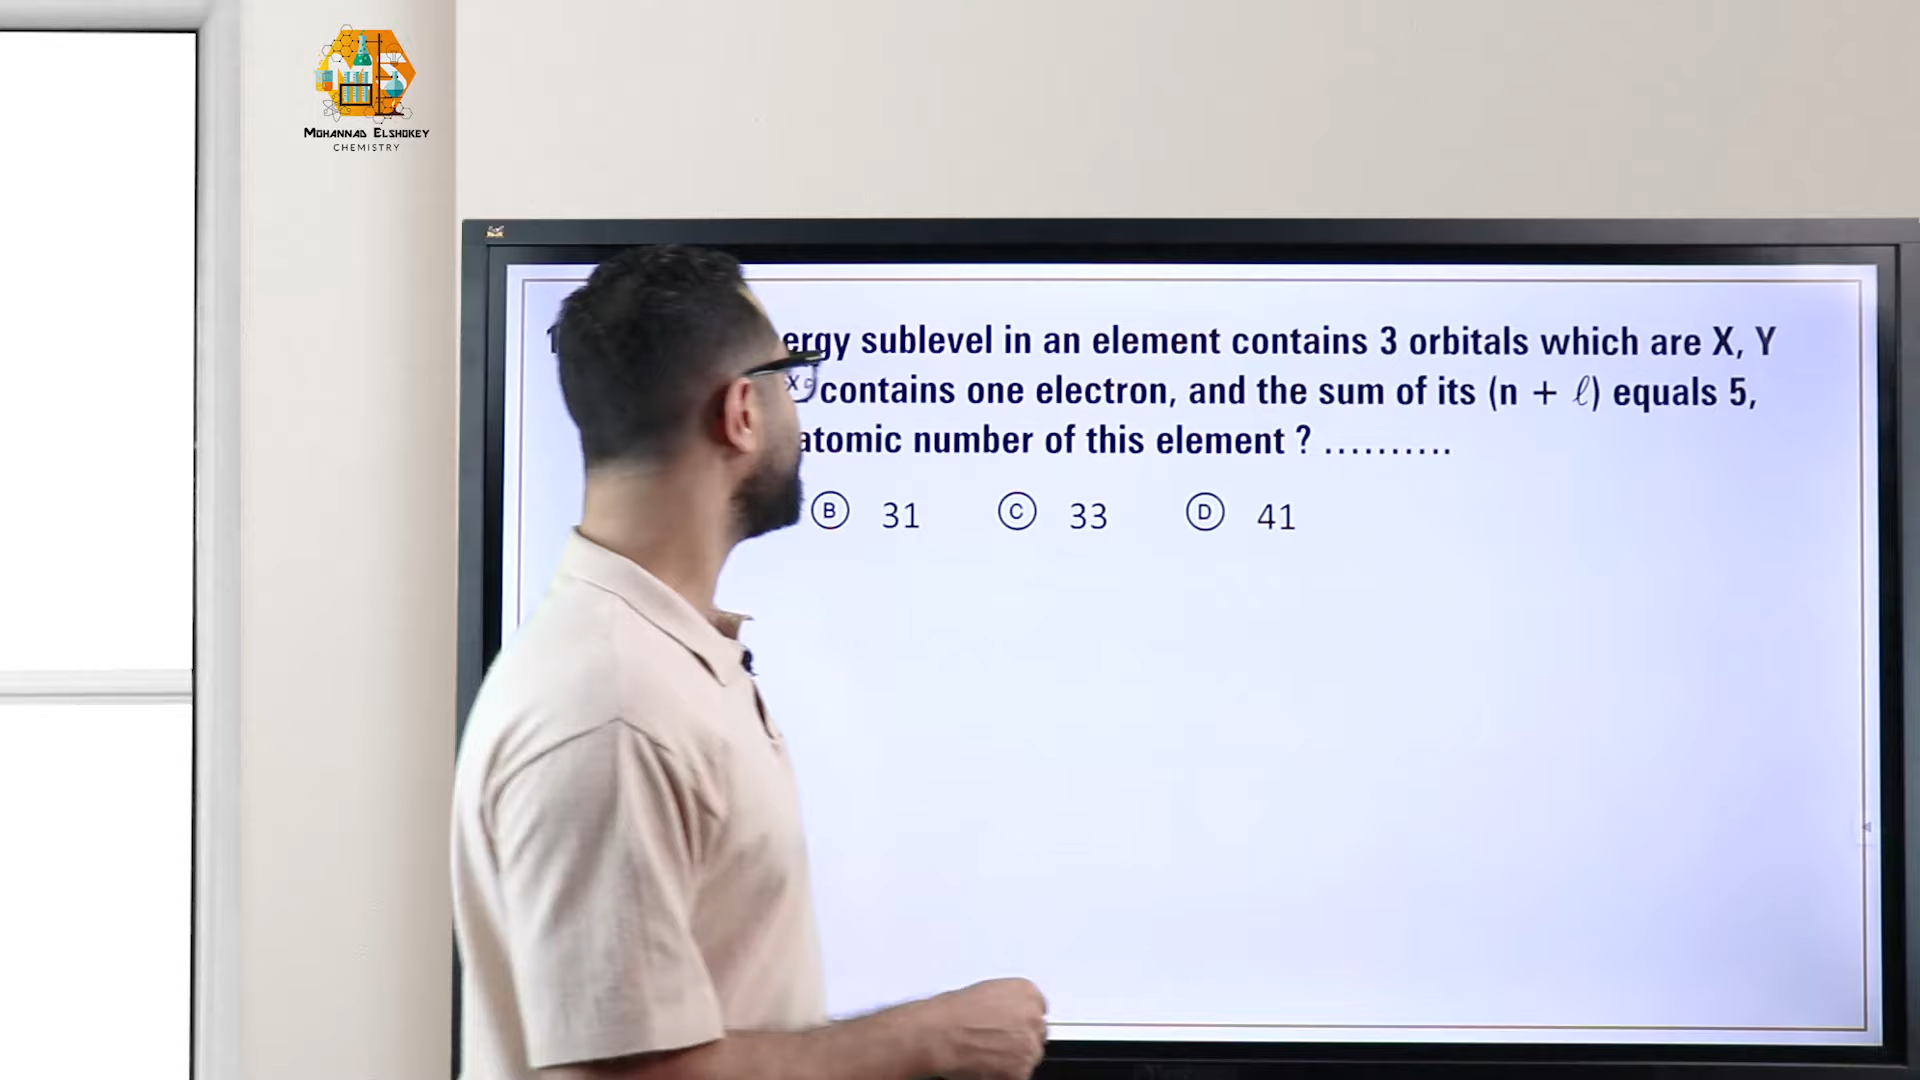 MOHANNAD ELSHOKEY
CHEMISTRY
ergy sublevel in an element contains 3 orbitals which are X, Y
contains one electron, and the sum of its (n + ℓ) equals 5,
atomic number of this element ? ..........
B 31 C 33 D 41